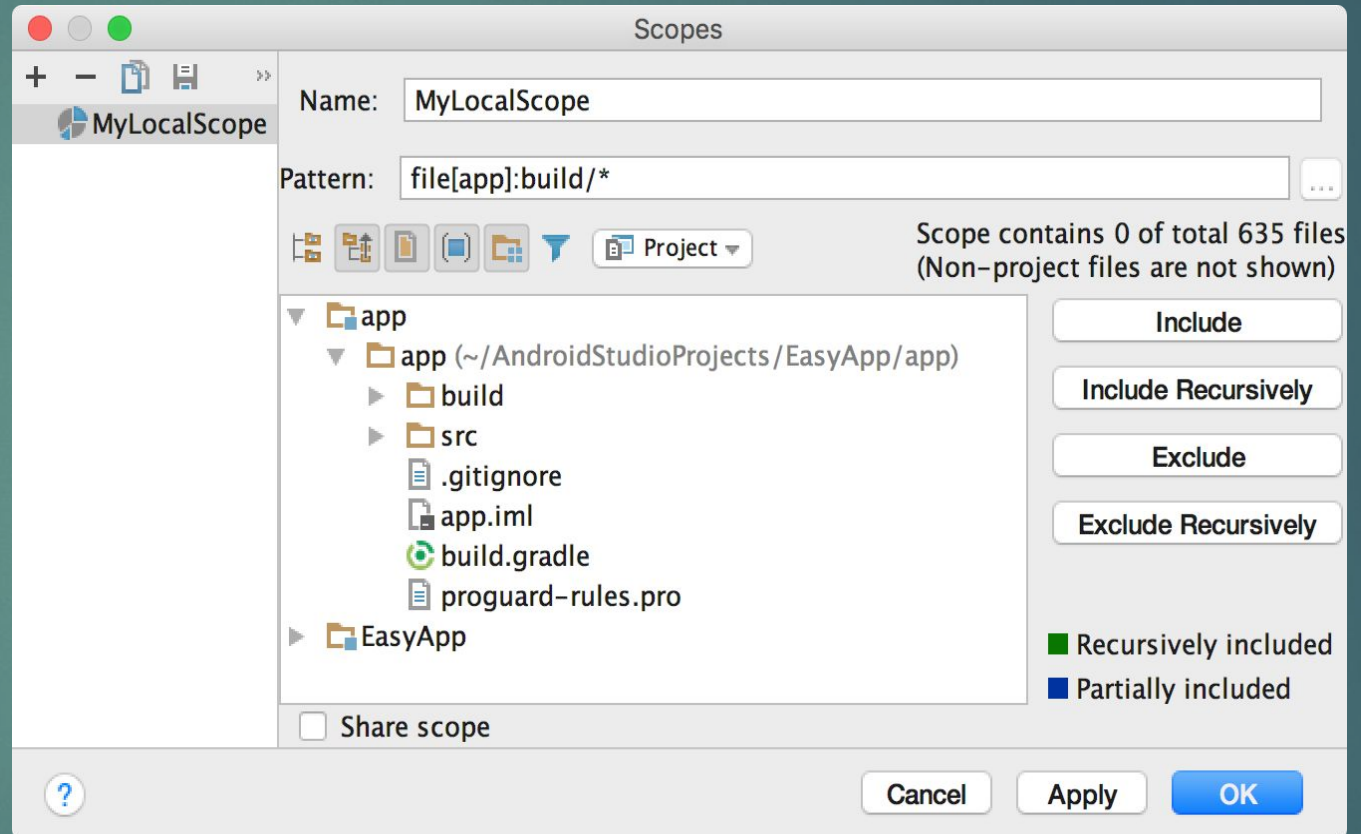 Scopes
MyLocalScope
Name: MyLocalScope
Pattern: file[app]:build/* ...
Project
Scope contains 0 of total 635 files
(Non-project files are not shown)
app
app (~/AndroidStudioProjects/EasyApp/app)
build
src
.gitignore
app.iml
build.gradle
proguard-rules.pro
EasyApp
Include
Include Recursively
Exclude
Exclude Recursively
Recursively included
Partially included
Share scope
? Cancel Apply OK